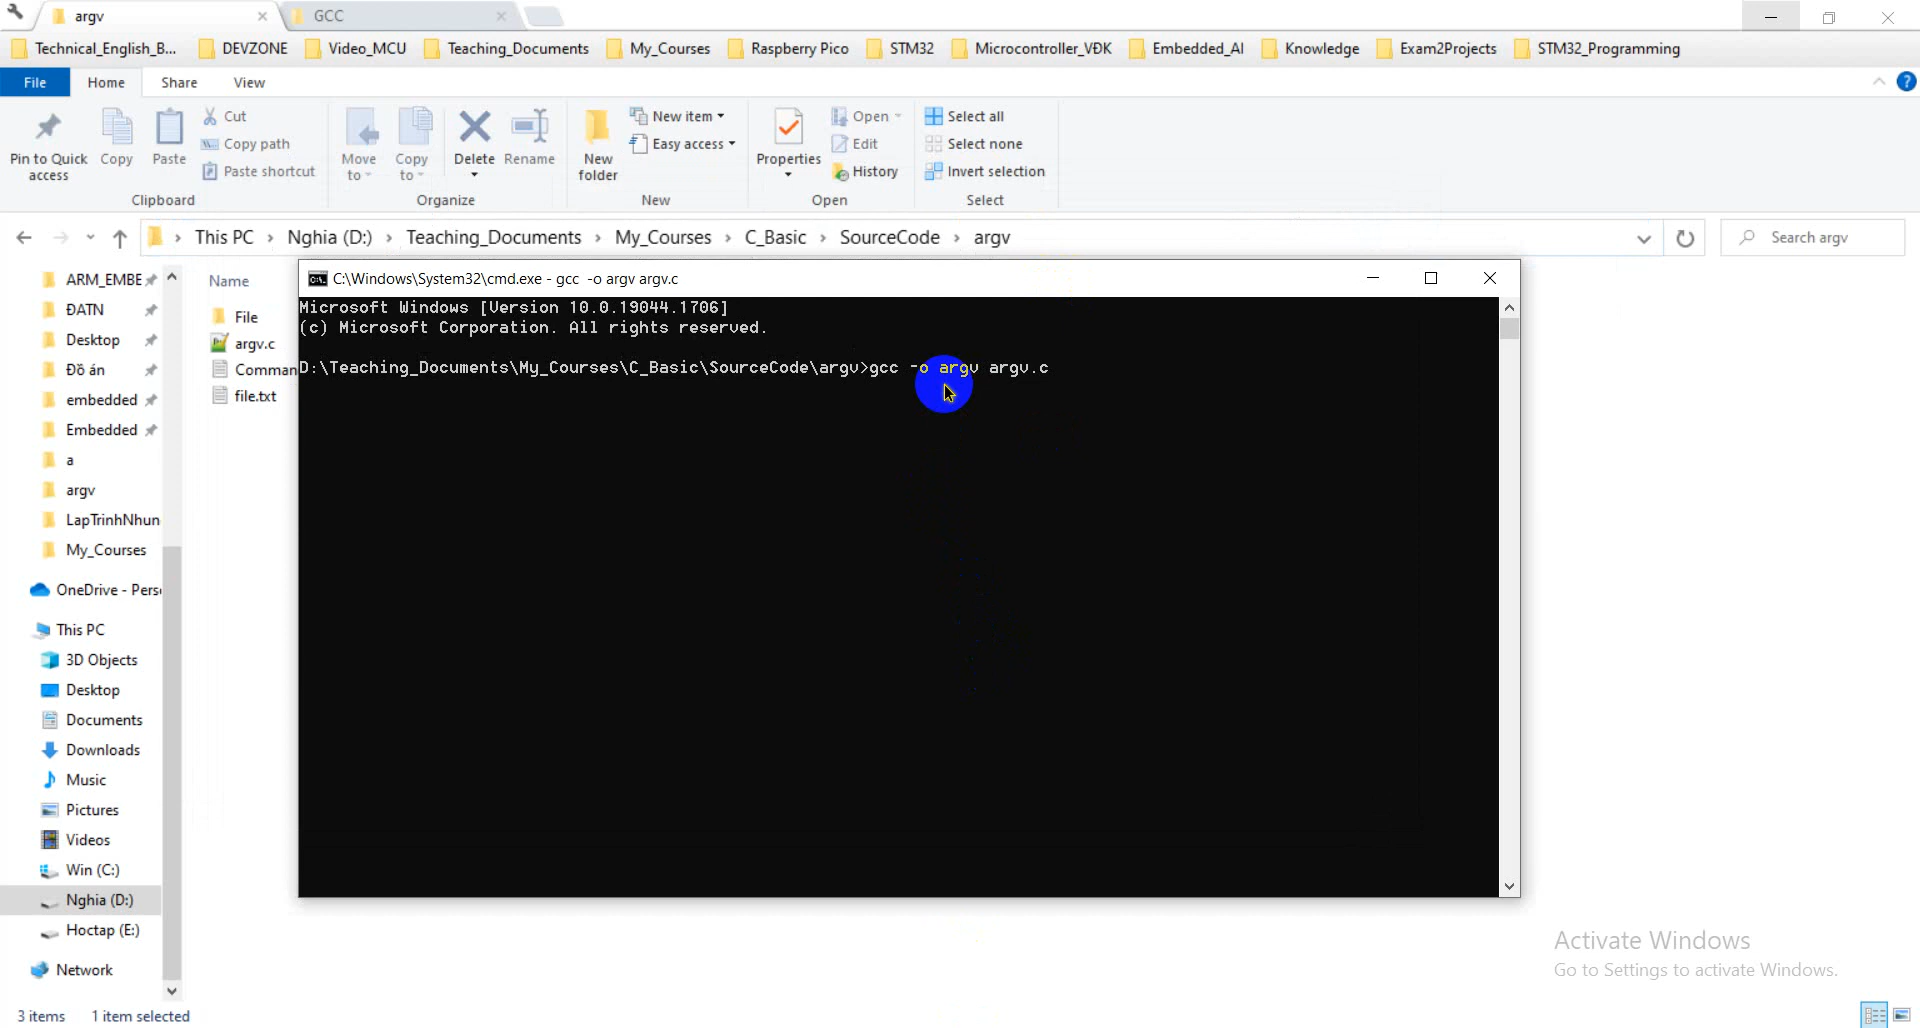 argv
GCC
Technical_English_B...
DEVZONE
Video_MCU
Teaching_Documents
My_Courses
Raspberry Pico
STM32
Microcontroller_VĐK
Embedded_AI
Knowledge
Exam2Projects
STM32_Programming
File
Home
Share
View
Pin to Quick access
Copy
Paste
Cut
Copy path
Paste shortcut
Clipboard
Move to
Copy to
Delete
Rename
Organize
New folder
New item
Easy access
New
Properties
Open
Edit
History
Open
Select all
Select none
Invert selection
Select
This PC > Nghia (D:) > Teaching_Documents > My_Courses > C_Basic > SourceCode > argv
Search argv
ARM_EMBE
ĐATN
Desktop
Đồ án
embedded
Embedded
a
argv
LapTrinhNhun
My_Courses
OneDrive - Pers
This PC
3D Objects
Desktop
Documents
Downloads
Music
Pictures
Videos
Win (C:)
Nghia (D:)
Hoctap (E:)
Network
Name
File
argv.c
Comman
file.txt
C:\Windows\System32\cmd.exe - gcc -o argv argv.c
Microsoft Windows [Version 10.0.19044.1706]
(c) Microsoft Corporation. All rights reserved.
D:\Teaching_Documents\My_Courses\C_Basic\SourceCode\argv>gcc -o argv argv.c
Activate Windows
Go to Settings to activate Windows.
3 items
1 item selected